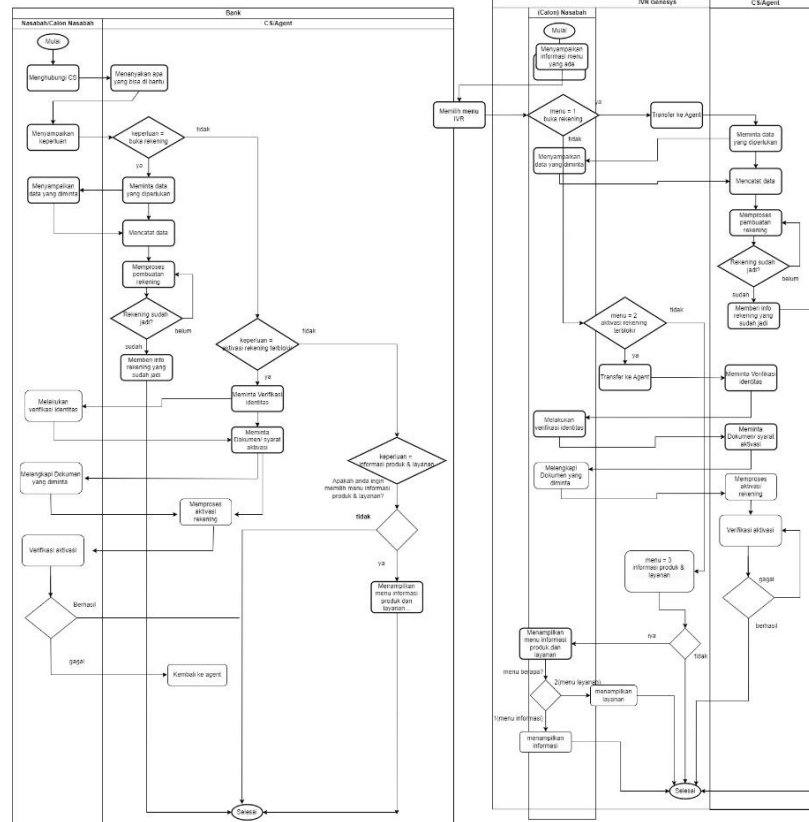 Bank
Nasabah/Calon Nasabah
CS/Agent
Mulai
Menghubungi CS
Menanyakan apa
yang bisa di bantu
Menyampaikan
keperluan
keperluan =
buka rekening
tidak
ya
Menyampaikan
data yang diminta
Meminta data
yang diperlukan
Mencatat data
Memproses
pembuatan
rekening
Rekening sudah
jadi?
belum
sudah
Memberi info
rekening yang
sudah jadi
keperluan =
aktivasi rekening terblokir
tidak
ya
Melakukan
verifikasi identitas
Meminta Verifikasi
identitas
Meminta
Dokumen/ syarat
aktivasi
keperluan =
informasi produk & layanan
Melengkapi Dokumen
yang diminta
Apakah anda ingin
memilih menu informasi
produk & layanan?
Memproses
aktivasi
rekening
tidak
Verifikasi aktivasi
ya
Menampilkan
menu informasi
produk dan
layanan...
Berhasil
gagal
Kembali ke agent
Selesai
IVR Genesys
(Calon) Nasabah
CS/Agent
Mulai
Menyampaikan
informasi menu
yang ada
Memilih menu
IVR
menu = 1
buka rekening
ya
Transfer ke Agent
tidak
Meminta data
yang diperlukan
Menyampaikan
data yang diminta
Mencatat data
Memproses
pembuatan
rekening
Rekening sudah
jadi?
belum
sudah
Memberi info
rekening yang
sudah jadi
menu = 2
aktivasi rekening
terblokir
tidak
ya
Transfer ke Agent
Meminta Verifikasi
identitas
Melakukan
verifikasi identitas
Meminta
Dokumen/ syarat
aktivasi
Melengkapi
Dokumen yang
diminta
Memproses
aktivasi
rekening
Verifikasi aktivasi
menu = 3
informasi produk &
layanan
gagal
berhasil
Menampilkan
menu informasi
produk dan
layanan
iya
tidak
menu berapa?
2(menu layanan)
menampilkan
layanan
1(menu informasi)
menampilkan
informasi
Selesai